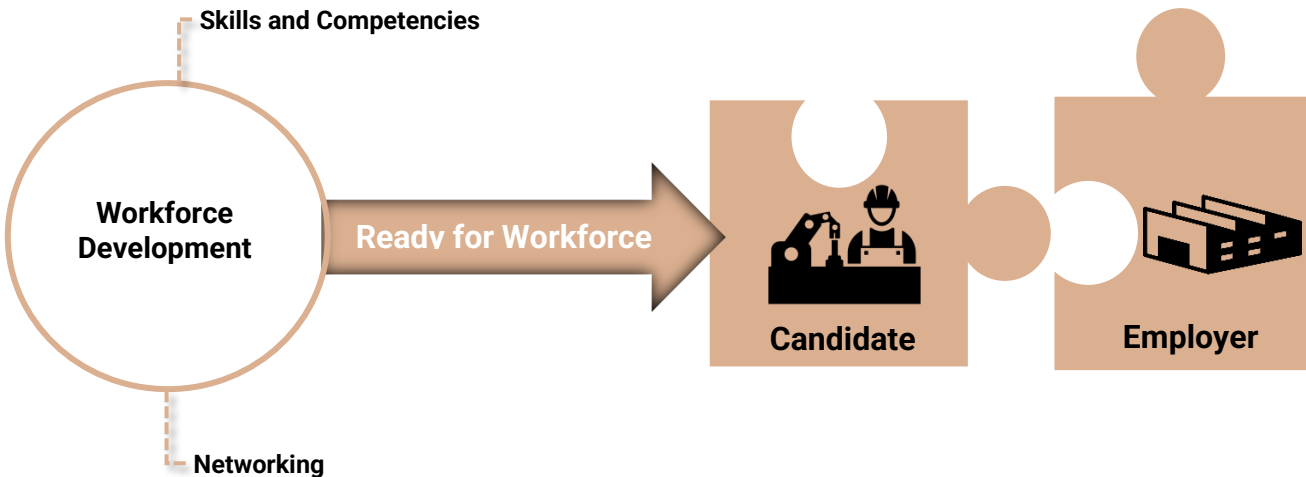 Skills and Competencies
Workforce
Development
Ready for Workforce
Candidate
Employer
Networking